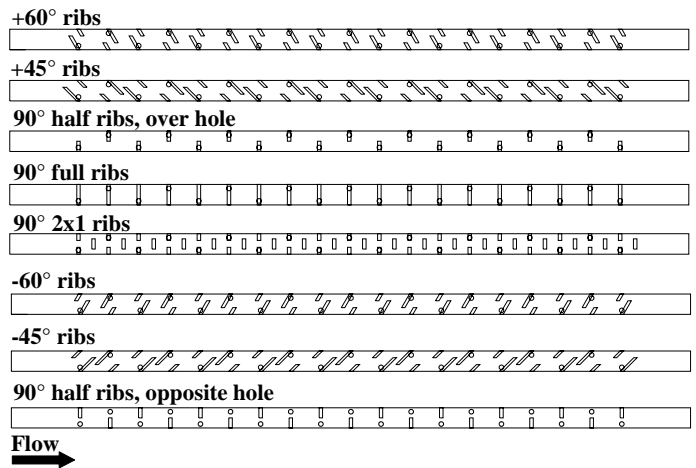 +60° ribs
+45° ribs
90° half ribs, over hole
90° full ribs
90° 2x1 ribs
-60° ribs
-45° ribs
90° half ribs, opposite hole
Flow